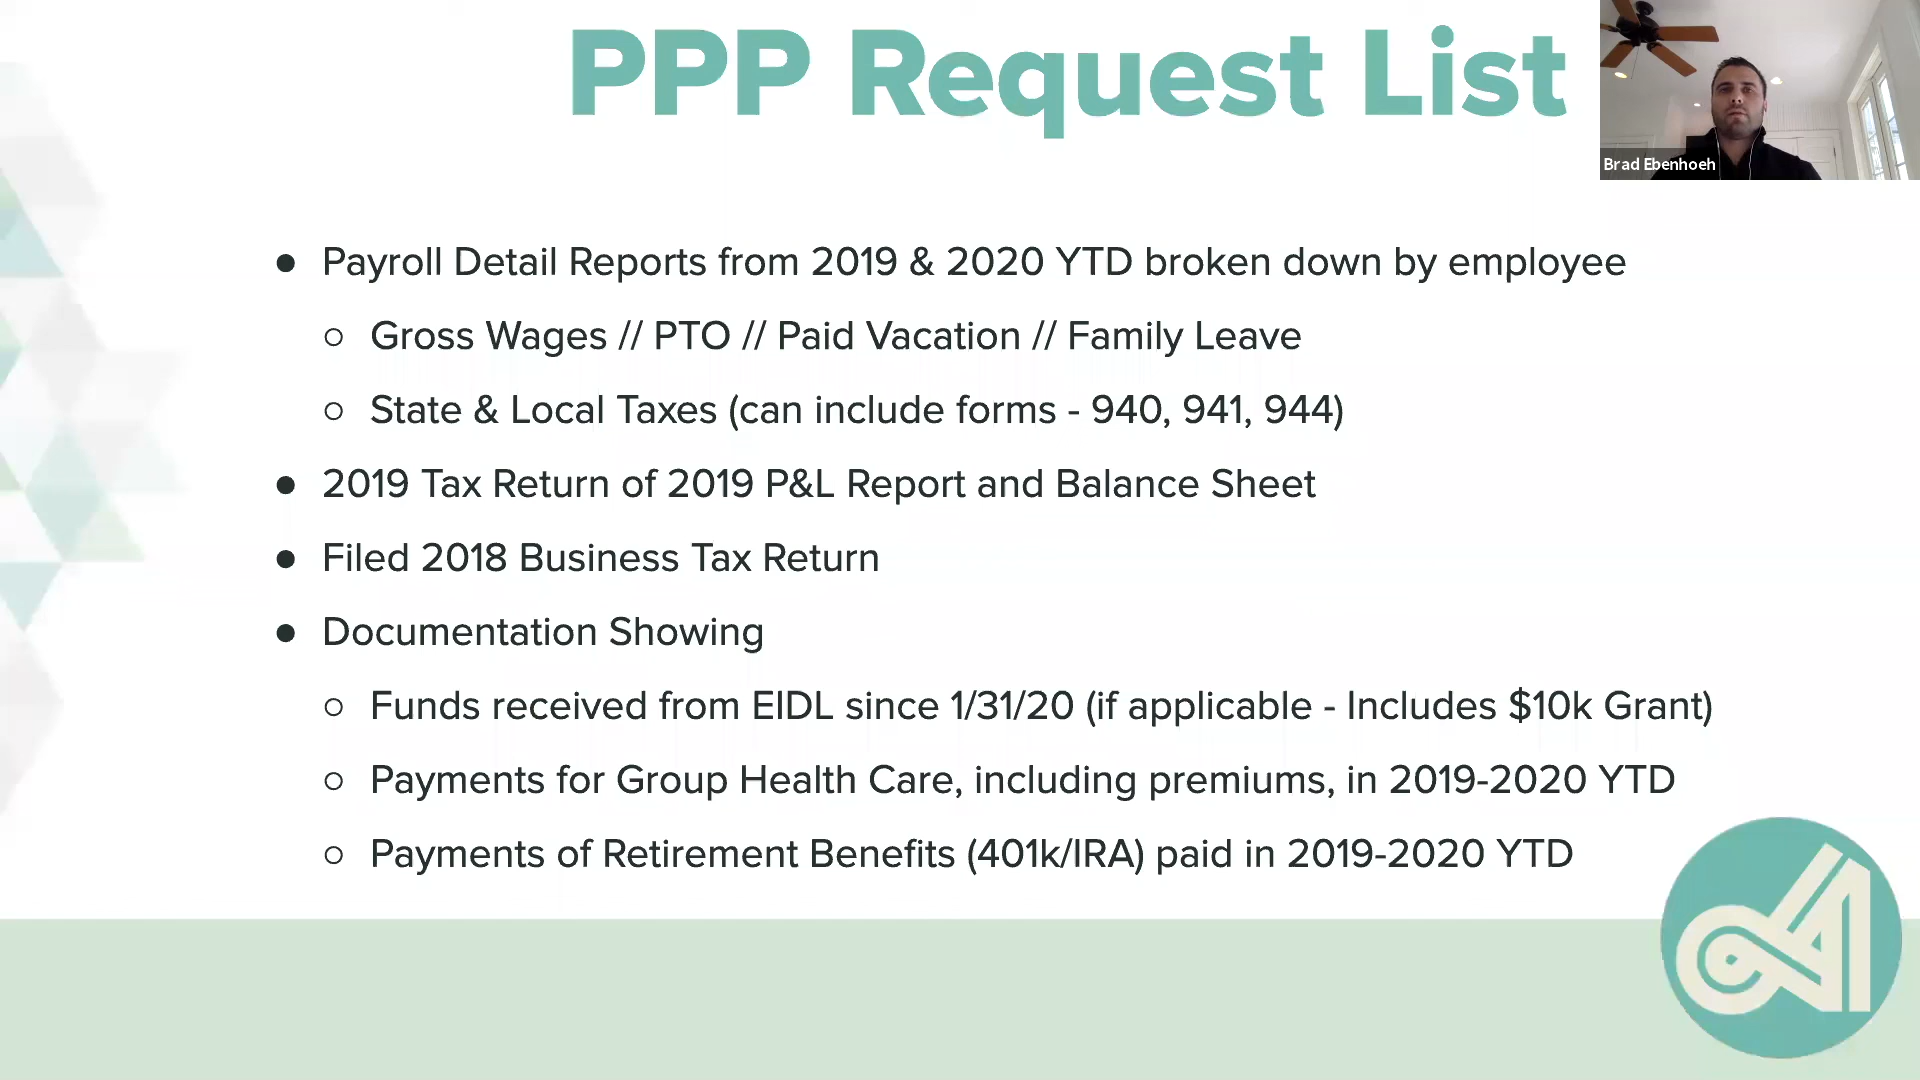 PPP Request List
Brad Ebenhoeh
● Payroll Detail Reports from 2019 & 2020 YTD broken down by employee
○ Gross Wages // PTO // Paid Vacation // Family Leave
○ State & Local Taxes (can include forms - 940, 941, 944)
● 2019 Tax Return of 2019 P&L Report and Balance Sheet
● Filed 2018 Business Tax Return
● Documentation Showing
○ Funds received from EIDL since 1/31/20 (if applicable - Includes $10k Grant)
○ Payments for Group Health Care, including premiums, in 2019-2020 YTD
○ Payments of Retirement Benefits (401k/IRA) paid in 2019-2020 YTD